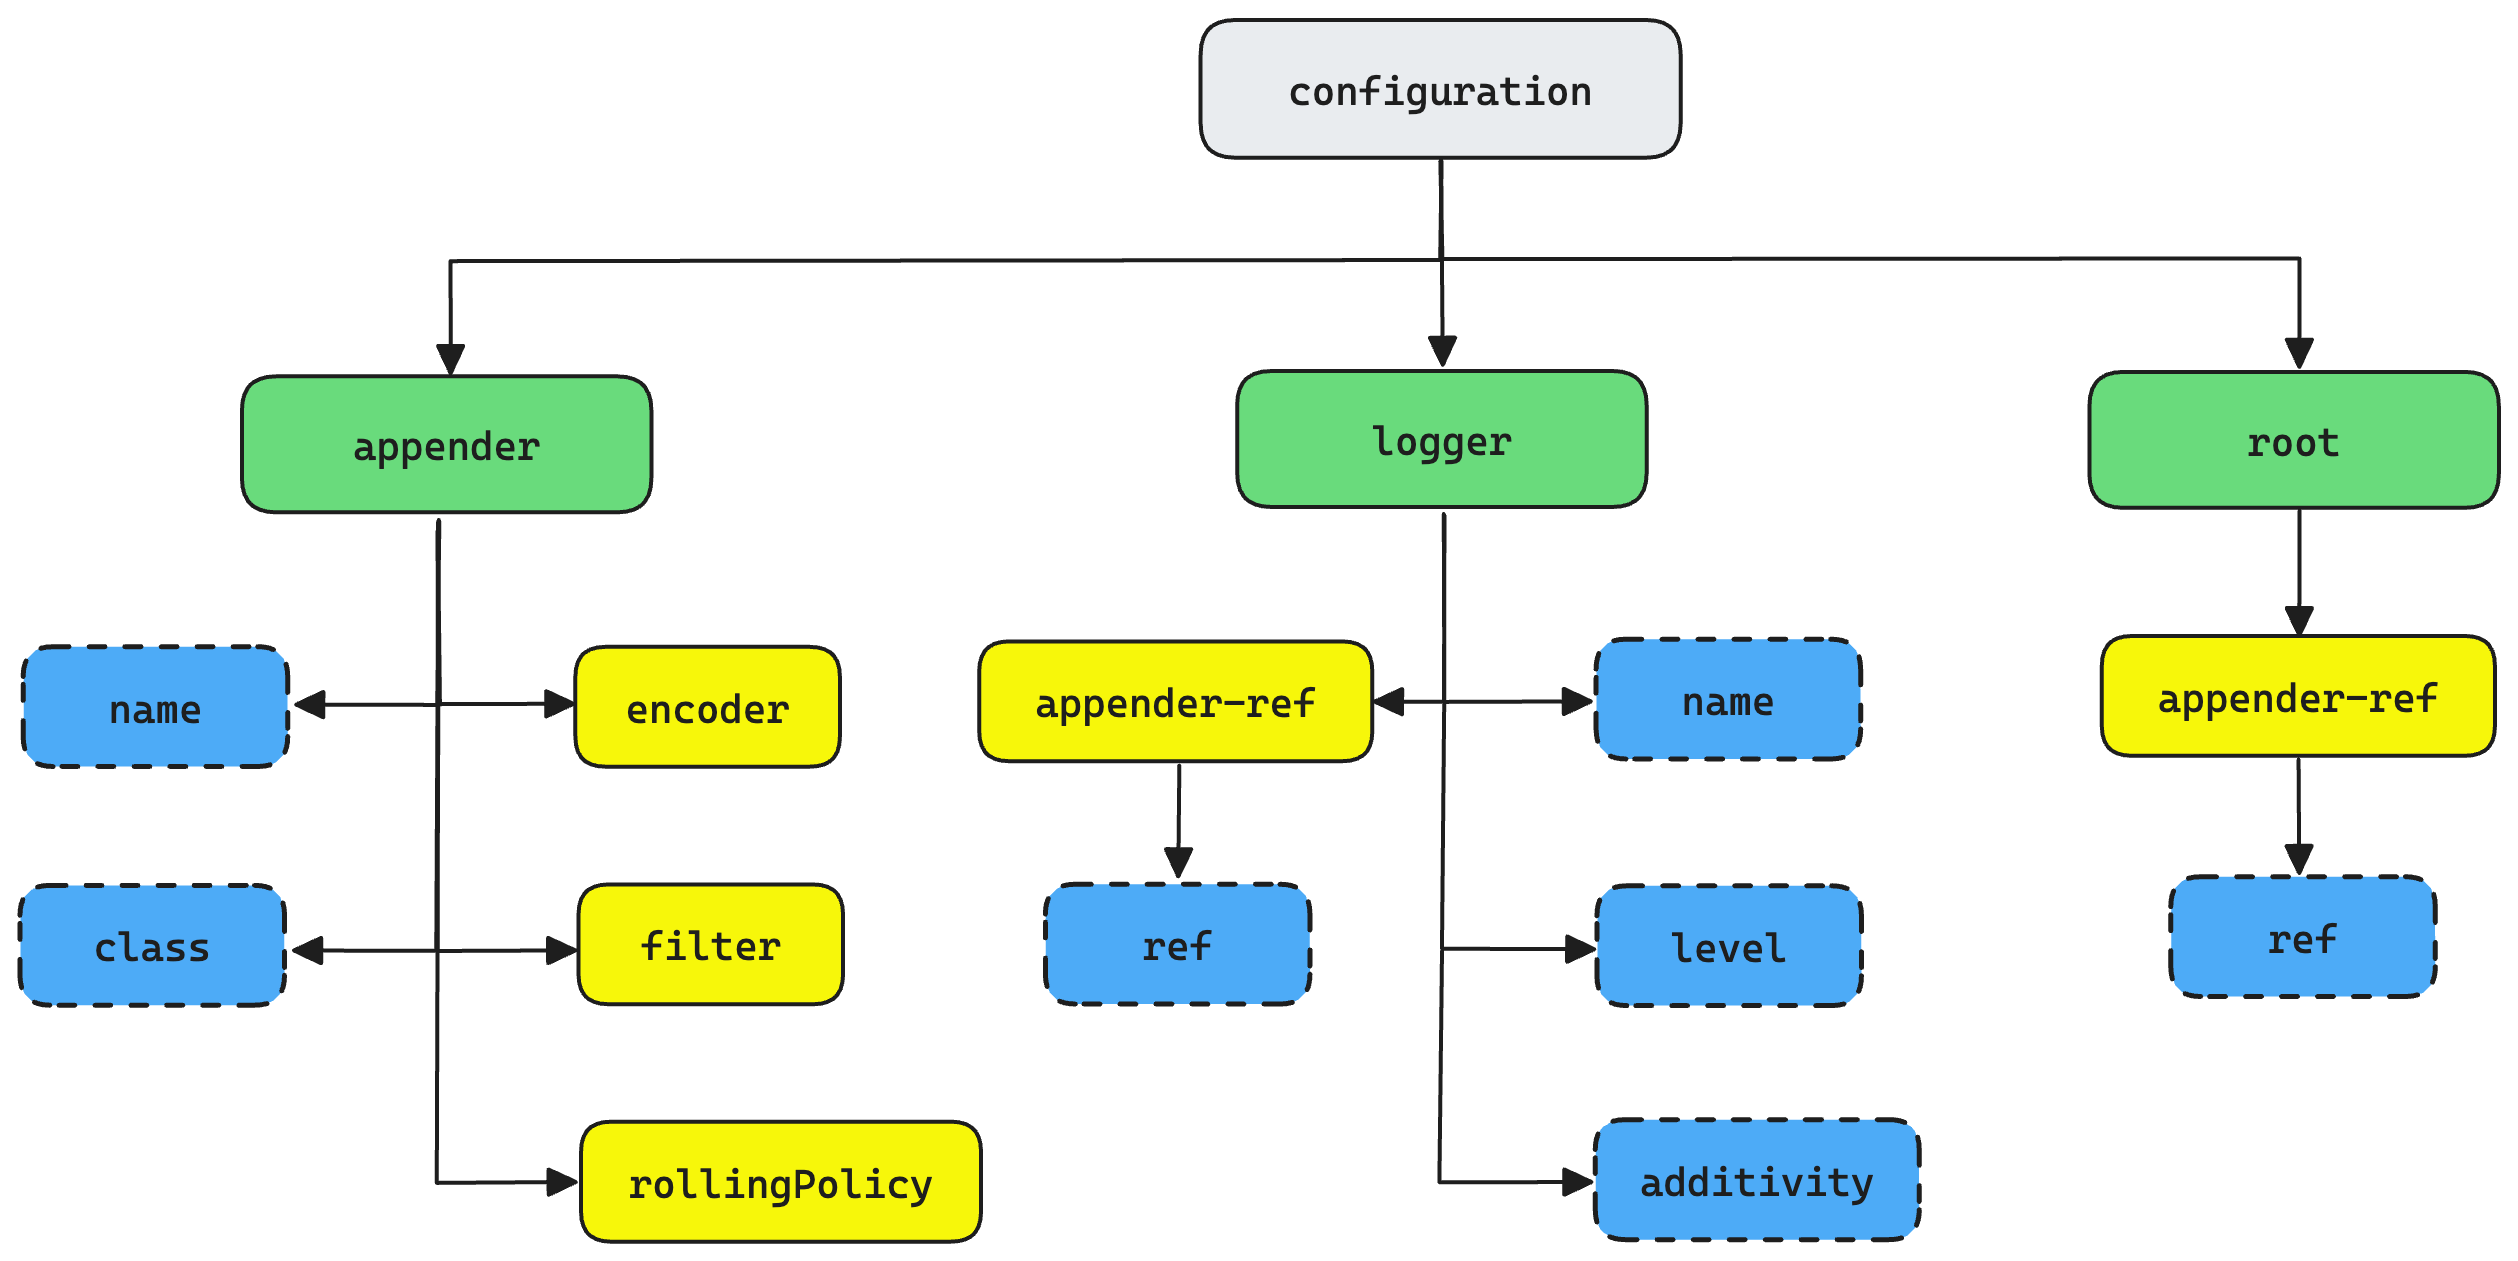 configuration
appender
logger
root
name
encoder
appender-ref
name
appender-ref
class
filter
ref
level
ref
rollingPolicy
additivity